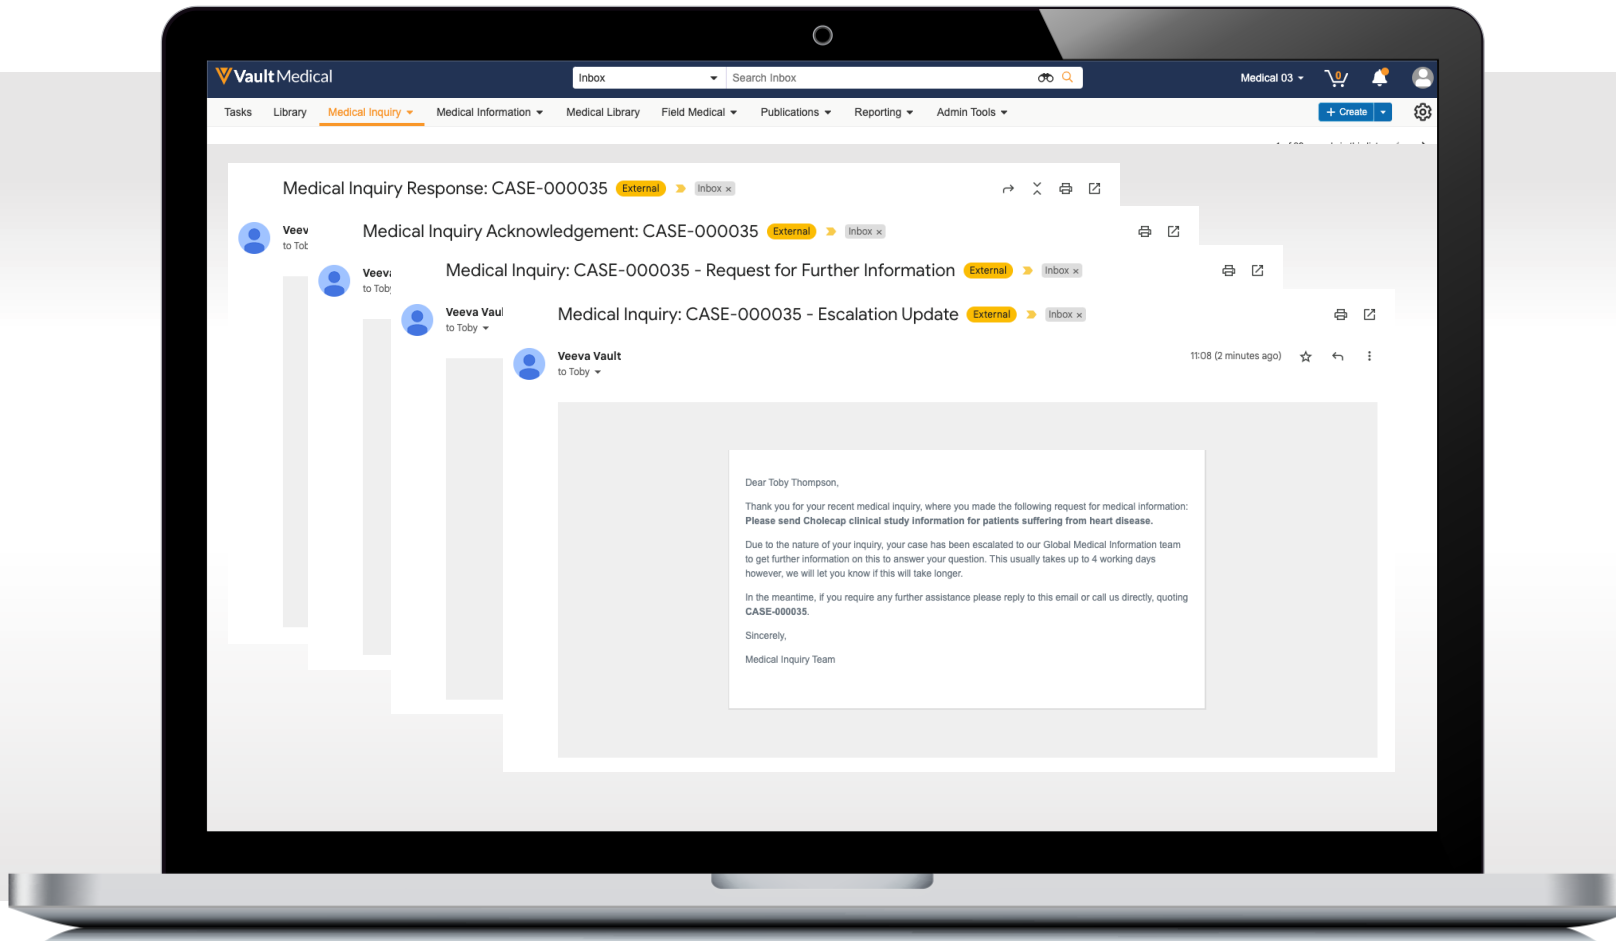 Vault Medical
Inbox
Search Inbox
Medical 03
0
Tasks
Library
Medical Inquiry
Medical Information
Medical Library
Field Medical
Publications
Reporting
Admin Tools
+ Create
Medical Inquiry Response: CASE-000035 External Inbox ×
Veev
to Tob
Medical Inquiry Acknowledgement: CASE-000035 External Inbox ×
Veeva
to Toby
Medical Inquiry: CASE-000035 - Request for Further Information External Inbox ×
Veeva Vaul
to Toby
Medical Inquiry: CASE-000035 - Escalation Update External Inbox ×
Veeva Vault
to Toby
11:08 (2 minutes ago)
Dear Toby Thompson,
Thank you for your recent medical inquiry, where you made the following request for medical information:
Please send Cholecap clinical study information for patients suffering from heart disease.
Due to the nature of your inquiry, your case has been escalated to our Global Medical Information team
to get further information on this to answer your question. This usually takes up to 4 working days
however, we will let you know if this will take longer.
In the meantime, if you require any further assistance please reply to this email or call us directly, quoting
CASE-000035.
Sincerely,
Medical Inquiry Team